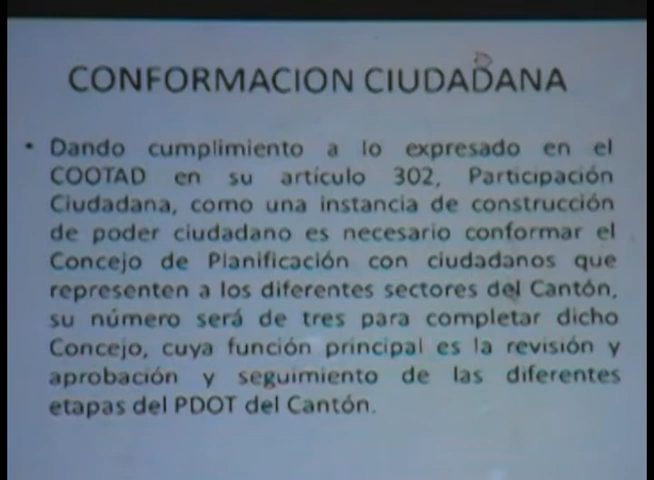 CONFORMACION CIUDADANA
• Dando cumplimiento a lo expresado en el
COOTAD en su artículo 302, Participación
Ciudadana, como una instancia de construcción
de poder ciudadano es necesario conformar el
Concejo de Planificación con ciudadanos que
representen a los diferentes sectores del Cantón,
su número será de tres para completar dicho
Concejo, cuya función principal es la revisión y
aprobación y seguimiento de las diferentes
etapas del PDOT del Cantón.